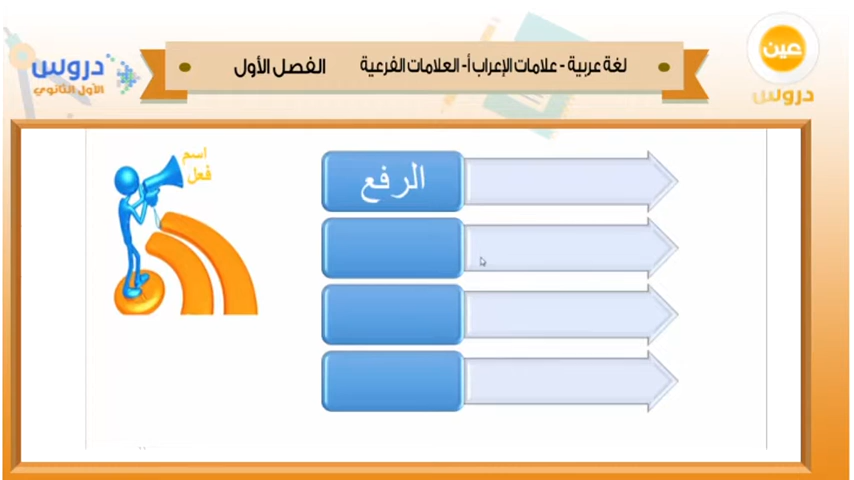 لغة عربية - علامات الإعراب أ- العلامات الفرعية الفصل الأول
عين
دروس
دروس
الأول الثانوي
اسم
فعل
الرفع